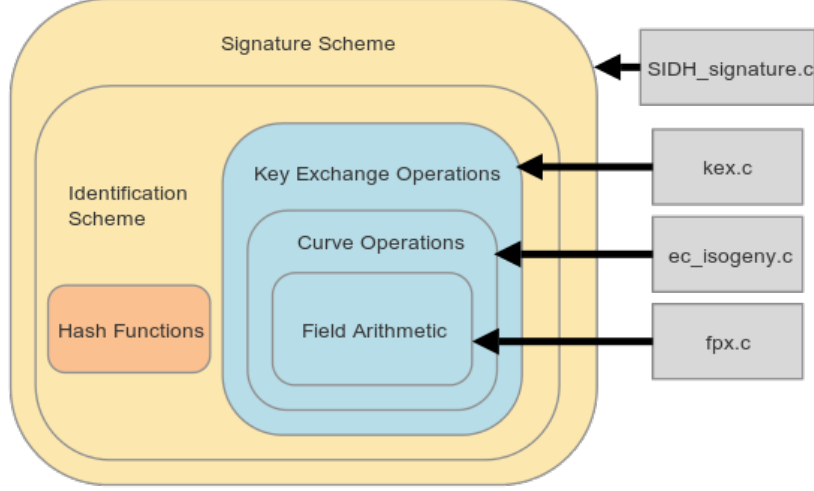 Signature Scheme
SIDH_signature.c
Key Exchange Operations
kex.c
Identification
Scheme
Curve Operations
ec_isogeny.c
Hash Functions
Field Arithmetic
fpx.c